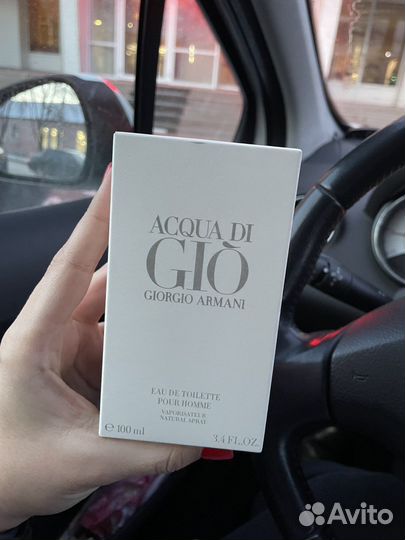 ACQUA DI
GIÒ
GIORGIO ARMANI
EAU DE TOILETTE
POUR HOMME
VAPORISATEUR
NATURAL SPRAY
℮ 100 ml 3.4 FL.OZ.
Avito